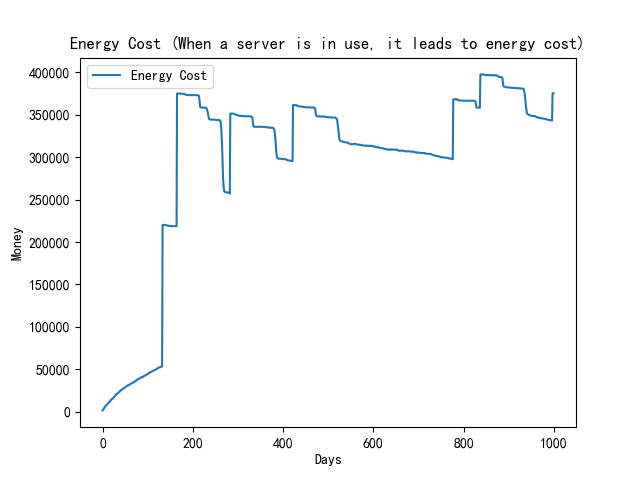 Energy Cost (When a server is in use, it leads to energy cost)
Energy Cost
400000
350000
300000
250000
200000
150000
100000
50000
0
Money
0 200 400 600 800 1000
Days